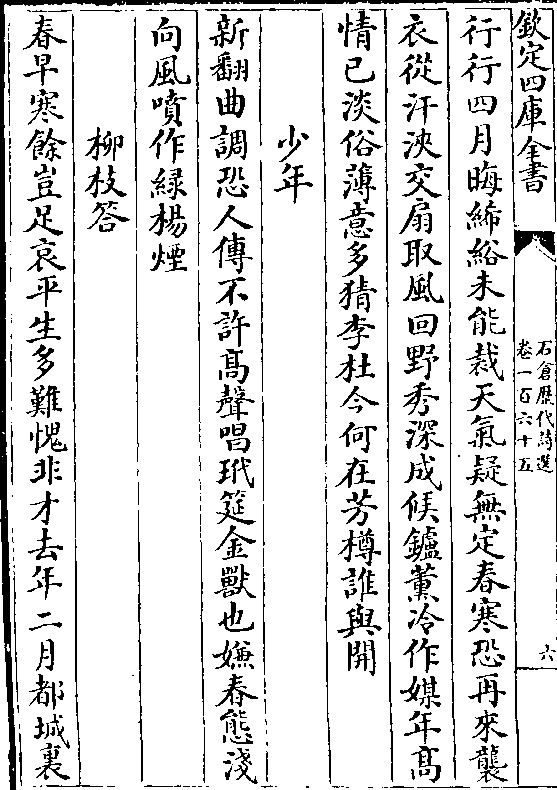 欽定四庫全書
石倉歷代詩選
卷一百六十五
六
行行四月晦絺綌未能裁天氣疑無定春寒恐再來襲
衣從汗浹交扇取風回野秀深成候鑪薰冷作媒年髙
情已淡俗薄意多猜李杜今何在芳樽誰與開
少年
新翻曲調恐人傳不許髙聲唱玳筵金獸也嫌春態淺
向風噴作緑楊煙
柳枝答
春早寒餘豈足哀平生多難愧非才去年二月都城裏